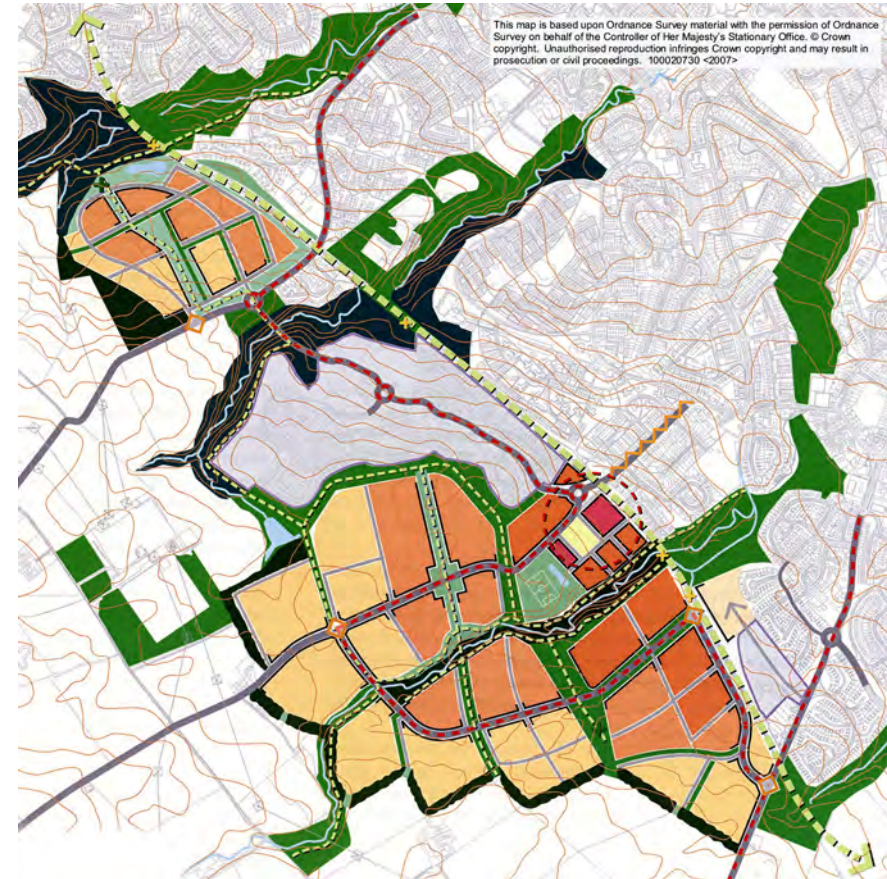 This map is based upon Ordnance Survey material with the permission of Ordnance
Survey on behalf of the Controller of Her Majesty's Stationary Office. © Crown
copyright. Unauthorised reproduction infringes Crown copyright and may result in
prosecution or civil proceedings. 100020730 <2007>